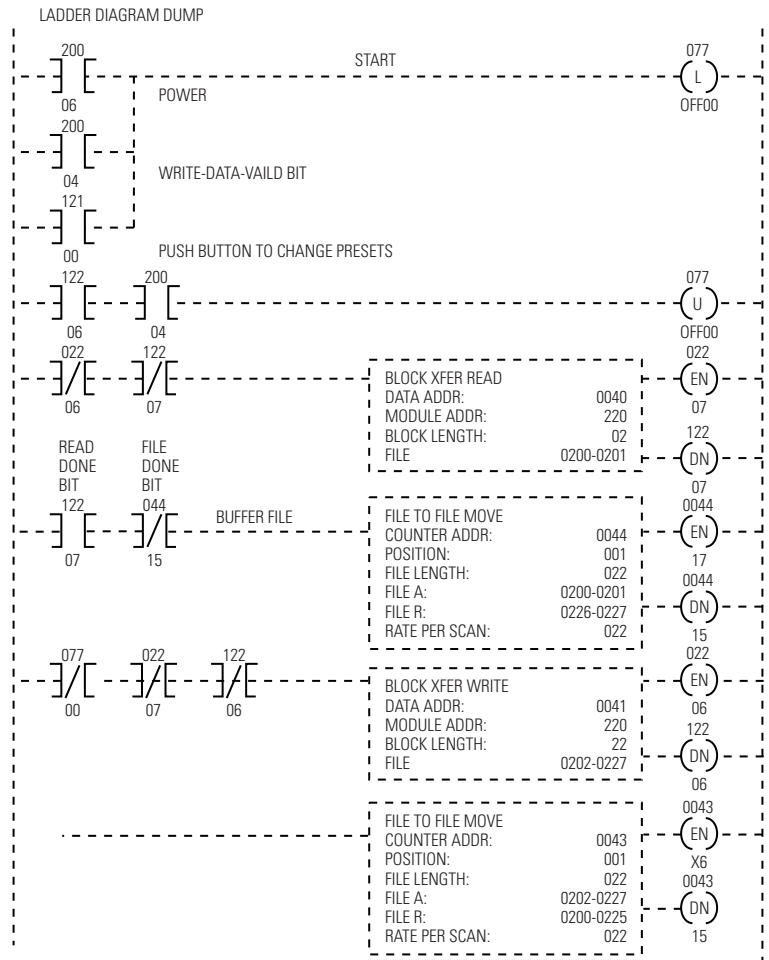 LADDER DIAGRAM DUMP
200
START
077
L
06
POWER
OFF00
200
04
WRITE-DATA-VAILD BIT
121
00
PUSH BUTTON TO CHANGE PRESETS
122
200
077
U
06
04
OFF00
022
122
022
EN
06
07
07
BLOCK XFER READ
DATA ADDR: 0040
MODULE ADDR: 220
BLOCK LENGTH: 02
FILE 0200-0201
122
DN
07
READ
DONE
BIT
FILE
DONE
BIT
122
044
BUFFER FILE
0044
EN
07
15
17
FILE TO FILE MOVE
COUNTER ADDR: 0044
POSITION: 001
FILE LENGTH: 022
FILE A: 0200-0201
FILE R: 0226-0227
RATE PER SCAN: 022
0044
DN
15
077
022
122
022
EN
00
07
06
06
BLOCK XFER WRITE
DATA ADDR: 0041
MODULE ADDR: 220
BLOCK LENGTH: 22
FILE 0202-0227
122
DN
06
FILE TO FILE MOVE
COUNTER ADDR: 0043
POSITION: 001
FILE LENGTH: 022
FILE A: 0202-0227
FILE R: 0200-0225
RATE PER SCAN: 022
0043
EN
X6
0043
DN
15